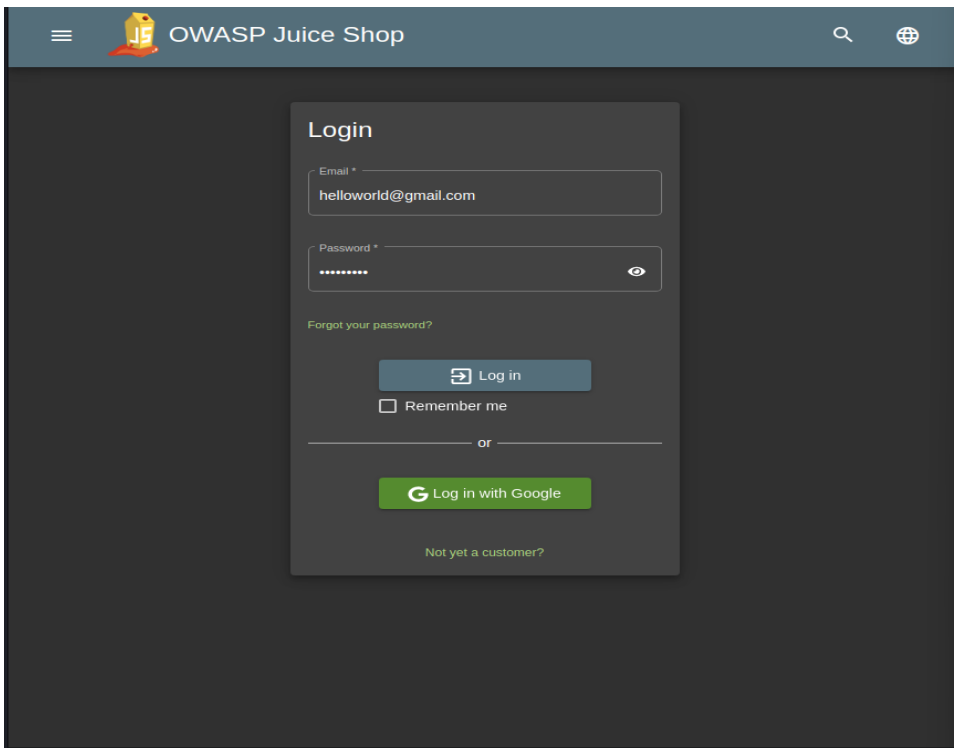 OWASP Juice Shop
Login
Email *
helloworld@gmail.com
Password *
•••••••••
Forgot your password?
Log in
Remember me
or
G Log in with Google
Not yet a customer?